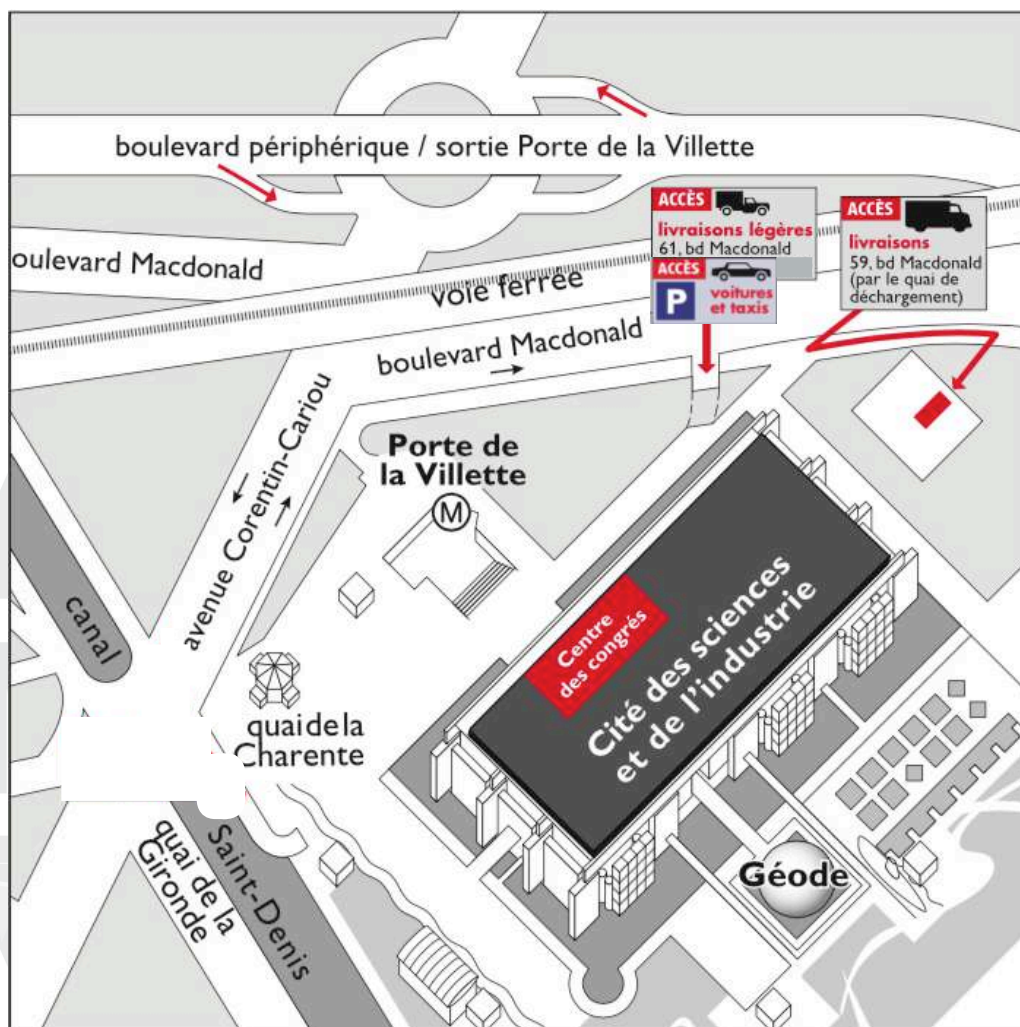 boulevard périphérique / sortie Porte de la Villette
ACCÈS
livraisons légères
61, bd Macdonald
ACCÈS
P
voitures
et taxis
ACCÈS
livraisons
59, bd Macdonald
(par le quai de
déchargement)
oulevard Macdonald
voie ferrée
boulevard Macdonald
avenue Corentin-Cariou
Porte de
la Villette
M
canal
Centre
des congrés
Cité des sciences
et de l'industrie
quai de la
Charente
quai de la
Gironde
Saint-Denis
Géode